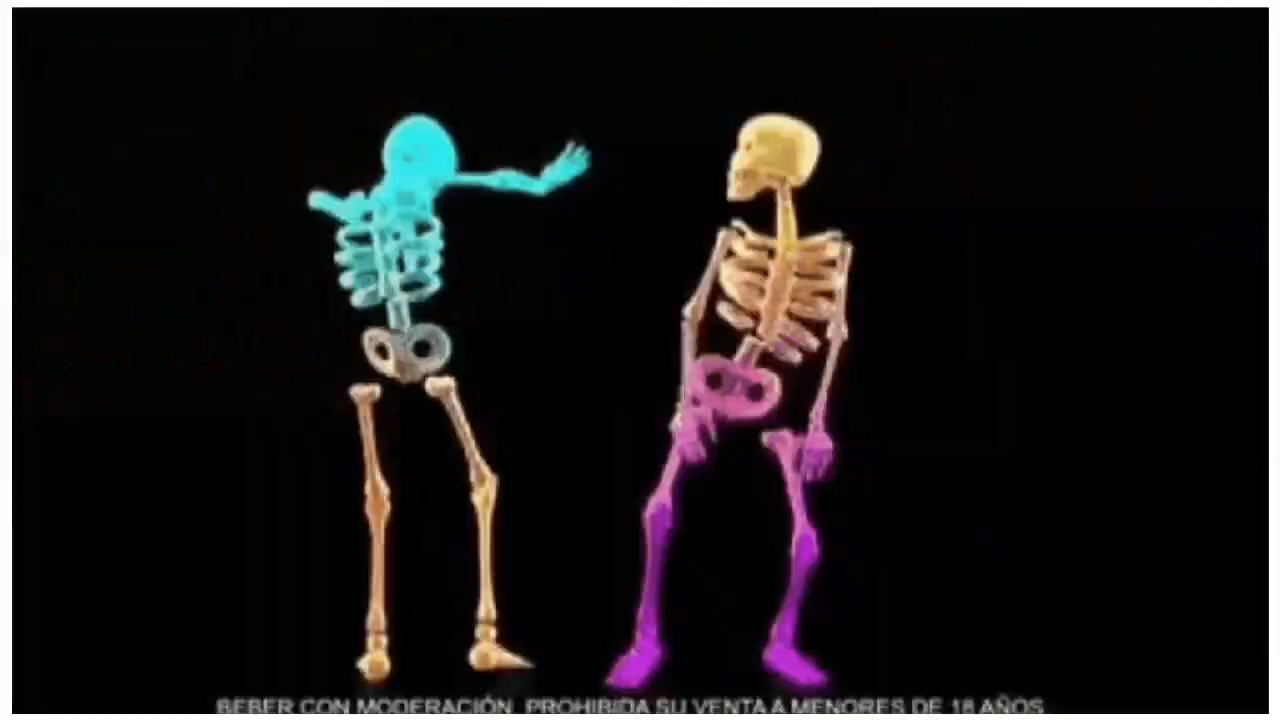 BEBER CON MODERACIÓN. PROHIBIDA SU VENTA A MENORES DE 18 AÑOS.